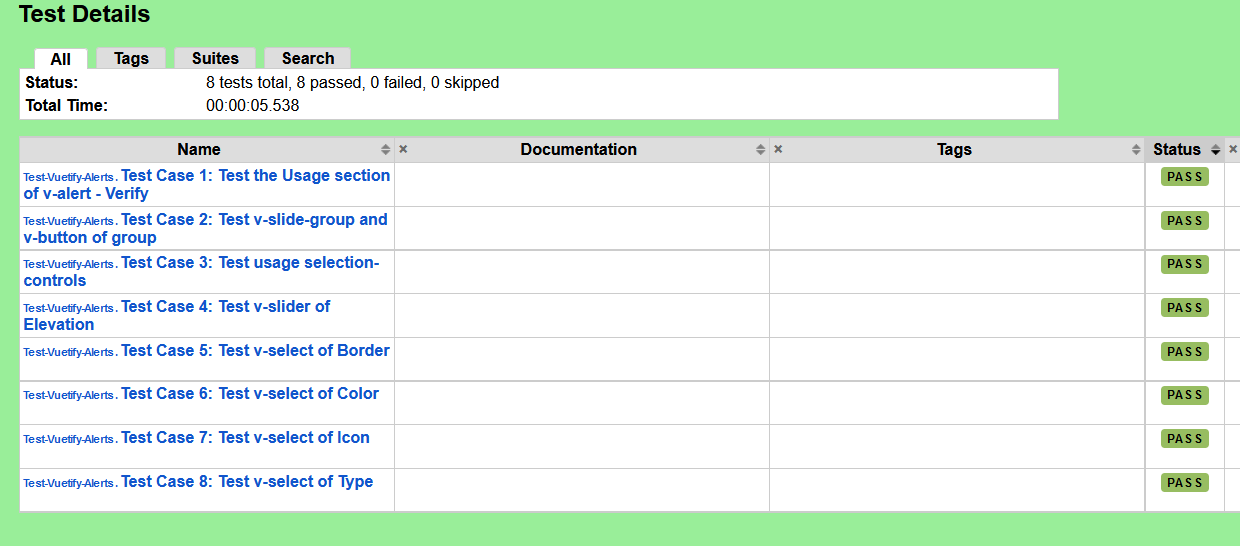 Test Details
All Tags Suites Search
Status: 8 tests total, 8 passed, 0 failed, 0 skipped
Total Time: 00:00:05.538
Name × Documentation × Tags Status ×
Test-Vuetify-Alerts. Test Case 1: Test the Usage section PASS
of v-alert - Verify
Test-Vuetify-Alerts. Test Case 2: Test v-slide-group and PASS
v-button of group
Test-Vuetify-Alerts. Test Case 3: Test usage selection- PASS
controls
Test-Vuetify-Alerts. Test Case 4: Test v-slider of PASS
Elevation
Test-Vuetify-Alerts. Test Case 5: Test v-select of Border PASS
Test-Vuetify-Alerts. Test Case 6: Test v-select of Color PASS
Test-Vuetify-Alerts. Test Case 7: Test v-select of Icon PASS
Test-Vuetify-Alerts. Test Case 8: Test v-select of Type PASS